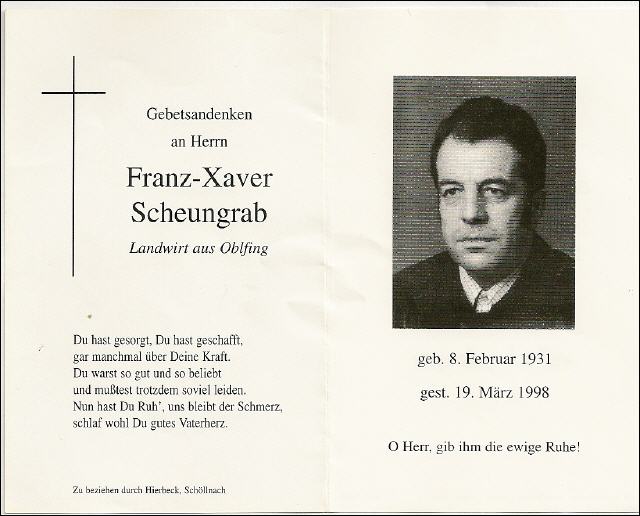 Gebetsandenken
an Herrn
Franz-Xaver
Scheungrab
Landwirt aus Oblfing
Du hast gesorgt, Du hast geschafft,
gar manchmal über Deine Kraft.
Du warst so gut und so beliebt
und mußtest trotzdem soviel leiden.
Nun hast Du Ruh', uns bleibt der Schmerz,
schlaf wohl Du gutes Vaterherz.
Zu beziehen durch Hierbeck, Schöllnach
geb. 8. Februar 1931
gest. 19. März 1998
O Herr, gib ihm die ewige Ruhe!